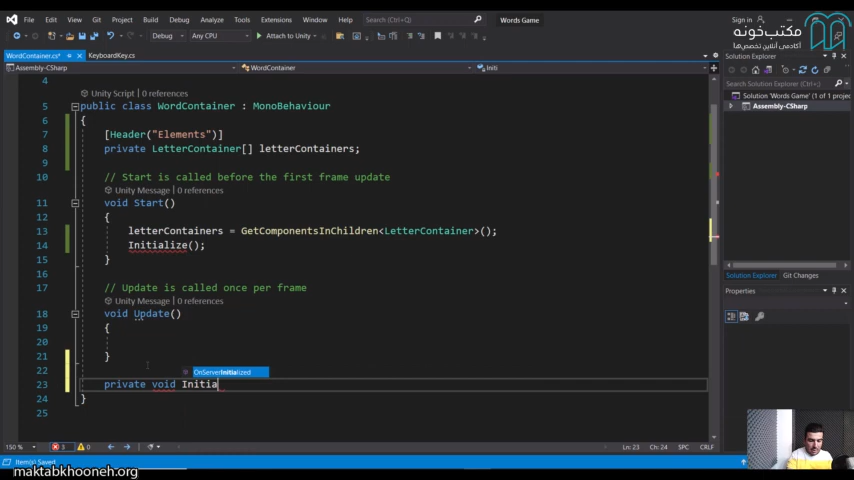 File Edit View Git Project Build Debug Analyze Tools Extensions Window Help Search (Ctrl+Q) Words Game Sign in
Debug Any CPU Attach to Unity
مکتب‌خونه
آکادمی آنلاین تخصص‌ها
WordContainer.cs* KeyboardKey.cs
Assembly-CSharp WordContainer Initi
Solution Explorer
Search Solution Explorer (Ctrl+;)
Solution 'Words Game' (1 of 1 project)
Assembly-CSharp
4
Unity Script | 0 references
5 public class WordContainer : MonoBehaviour
6 {
7 [Header("Elements")]
8 private LetterContainer[] letterContainers;
9
10 // Start is called before the first frame update
Unity Message | 0 references
11 void Start()
12 {
13 letterContainers = GetComponentsInChildren<LetterContainer>();
14 Initialize();
15 }
16
17 // Update is called once per frame
Unity Message | 0 references
18 void Update()
19 {
20
21 }
22
OnServerInitialized
23 private void Initia
24 }
25
Solution Explorer Git Changes
Properties
150 % 3 0 Ln: 23 Ch: 24 SPC CRLF
Item(s) Saved
maktabkhooneh.org